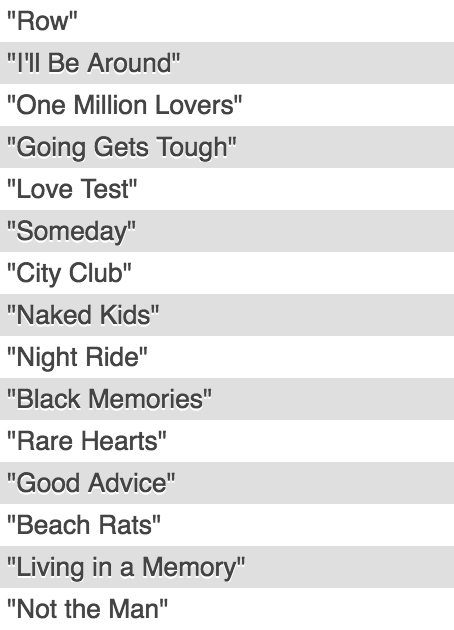 "Row"
"I'll Be Around"
"One Million Lovers"
"Going Gets Tough"
"Love Test"
"Someday"
"City Club"
"Naked Kids"
"Night Ride"
"Black Memories"
"Rare Hearts"
"Good Advice"
"Beach Rats"
"Living in a Memory"
"Not the Man"